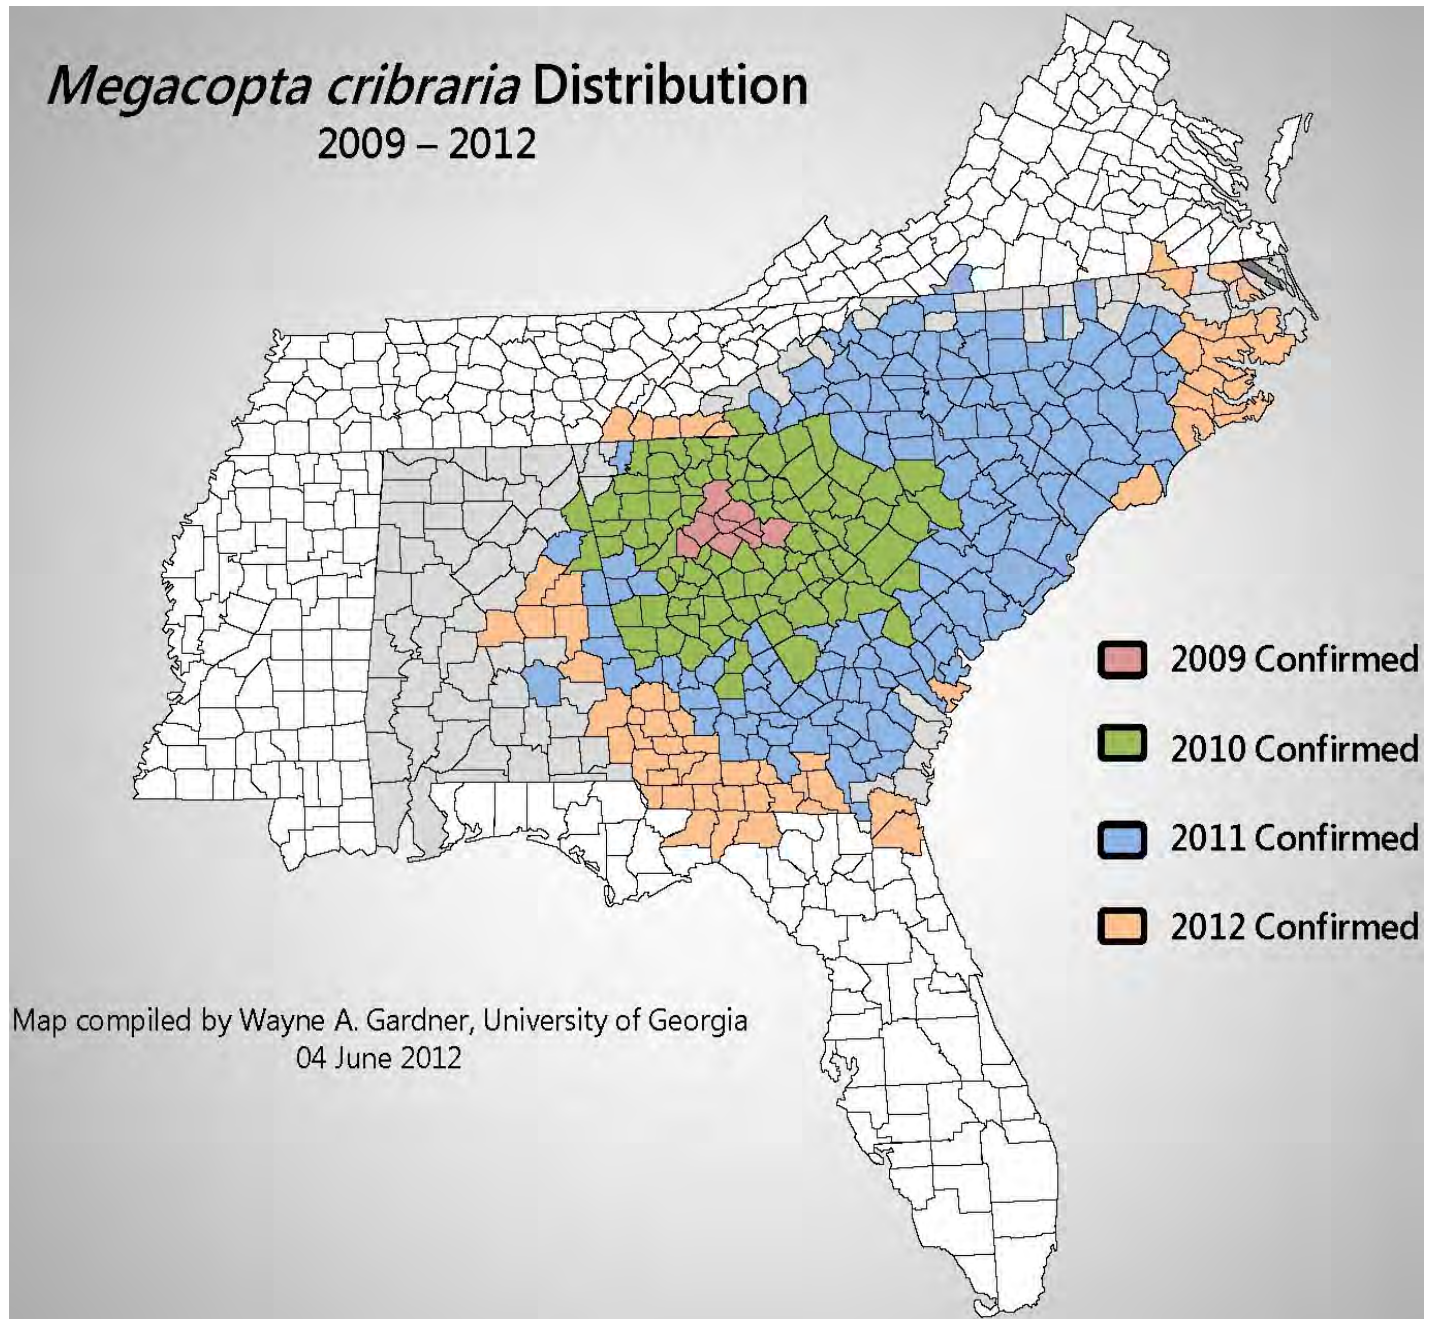 Megacopta cribraria Distribution
2009 – 2012
2009 Confirmed
2010 Confirmed
2011 Confirmed
2012 Confirmed
Map compiled by Wayne A. Gardner, University of Georgia
04 June 2012